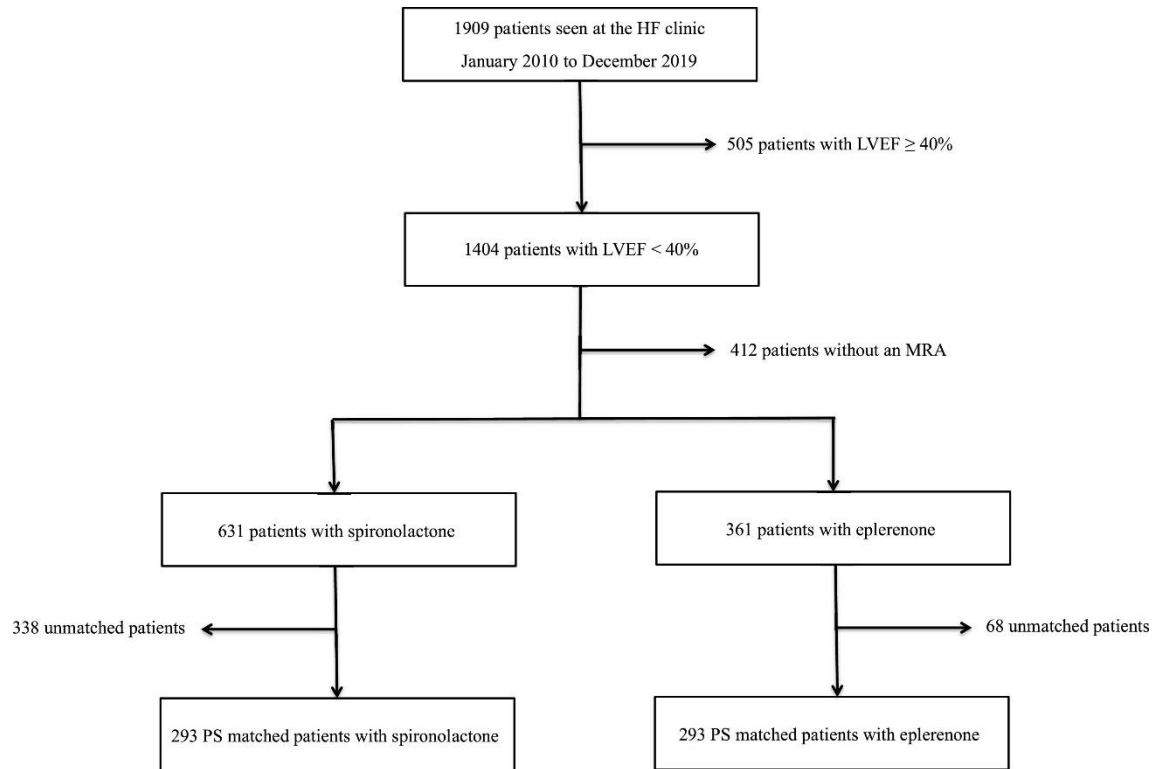 1909 patients seen at the HF clinic
January 2010 to December 2019
505 patients with LVEF ≥ 40%
1404 patients with LVEF < 40%
412 patients without an MRA
631 patients with spironolactone
361 patients with eplerenone
338 unmatched patients
68 unmatched patients
293 PS matched patients with spironolactone
293 PS matched patients with eplerenone